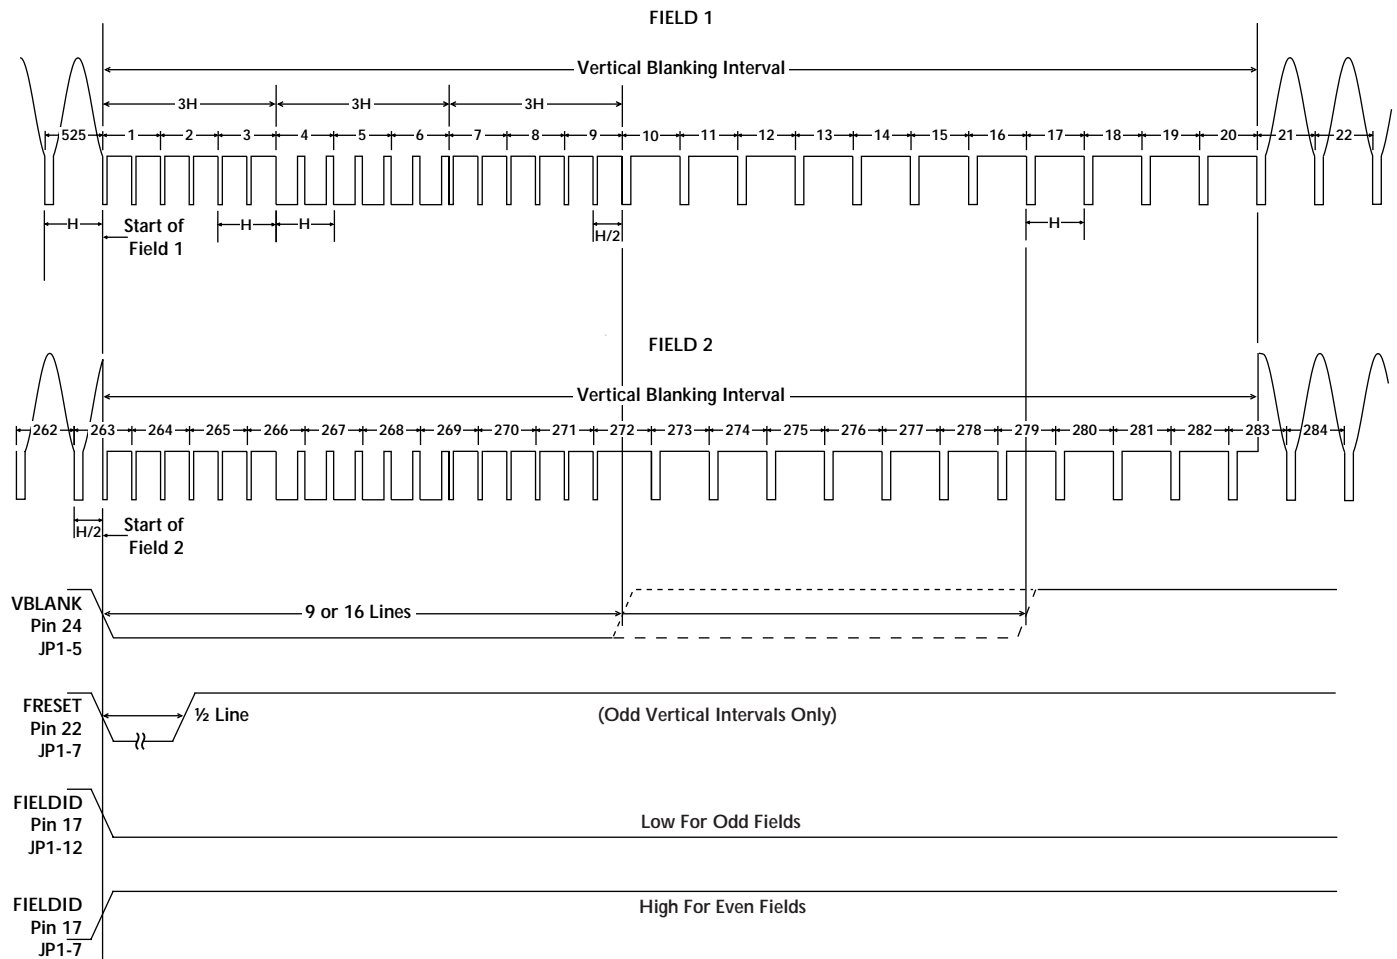 FIELD 1
Vertical Blanking Interval
3H 3H 3H
525 1 2 3 4 5 6 7 8 9 10 11 12 13 14 15 16 17 18 19 20 21 22
H Start of Field 1 H H H/2 H
FIELD 2
Vertical Blanking Interval
262 263 264 265 266 267 268 269 270 271 272 273 274 275 276 277 278 279 280 281 282 283 284
H/2 Start of Field 2
VBLANK
Pin 24
JP1-5
9 or 16 Lines
FRESET
Pin 22
JP1-7
½ Line
(Odd Vertical Intervals Only)
FIELDID
Pin 17
JP1-12
Low For Odd Fields
FIELDID
Pin 17
JP1-7
High For Even Fields